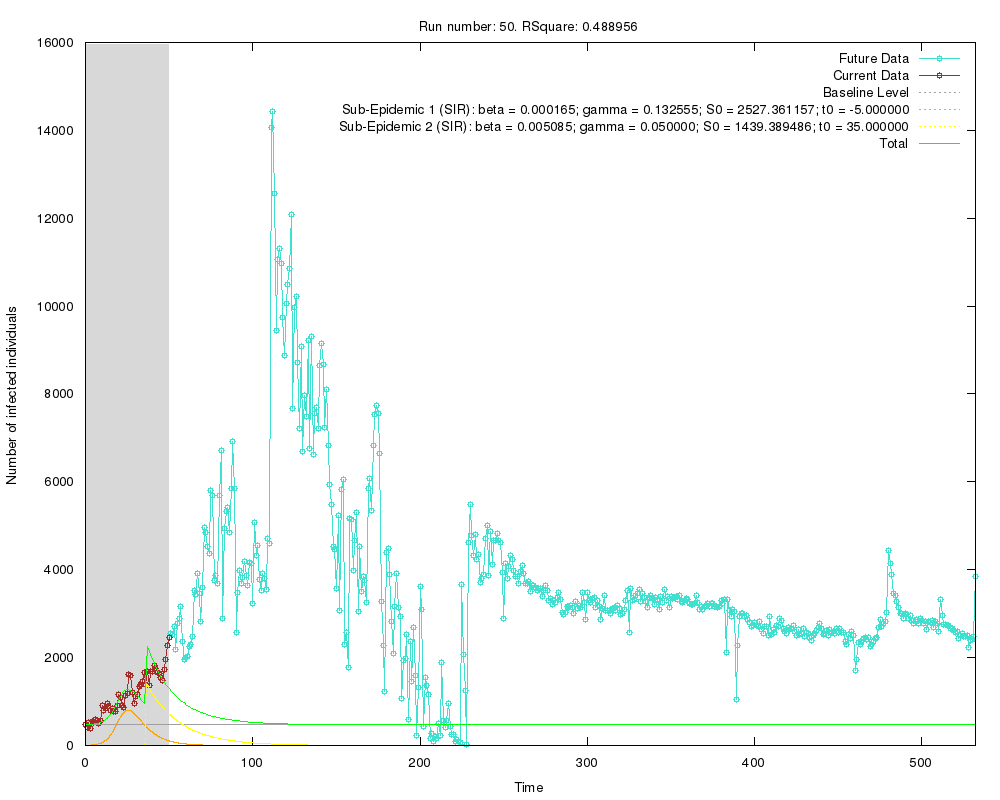 Run number: 50. RSquare: 0.488956
16000
14000
12000
10000
8000
6000
4000
2000
0
Number of infected individuals
Future Data
Current Data
Baseline Level
Sub-Epidemic 1 (SIR): beta = 0.000165; gamma = 0.132555; S0 = 2527.361157; t0 = -5.000000
Sub-Epidemic 2 (SIR): beta = 0.005085; gamma = 0.050000; S0 = 1439.389486; t0 = 35.000000
Total
0 100 200 300 400 500
Time